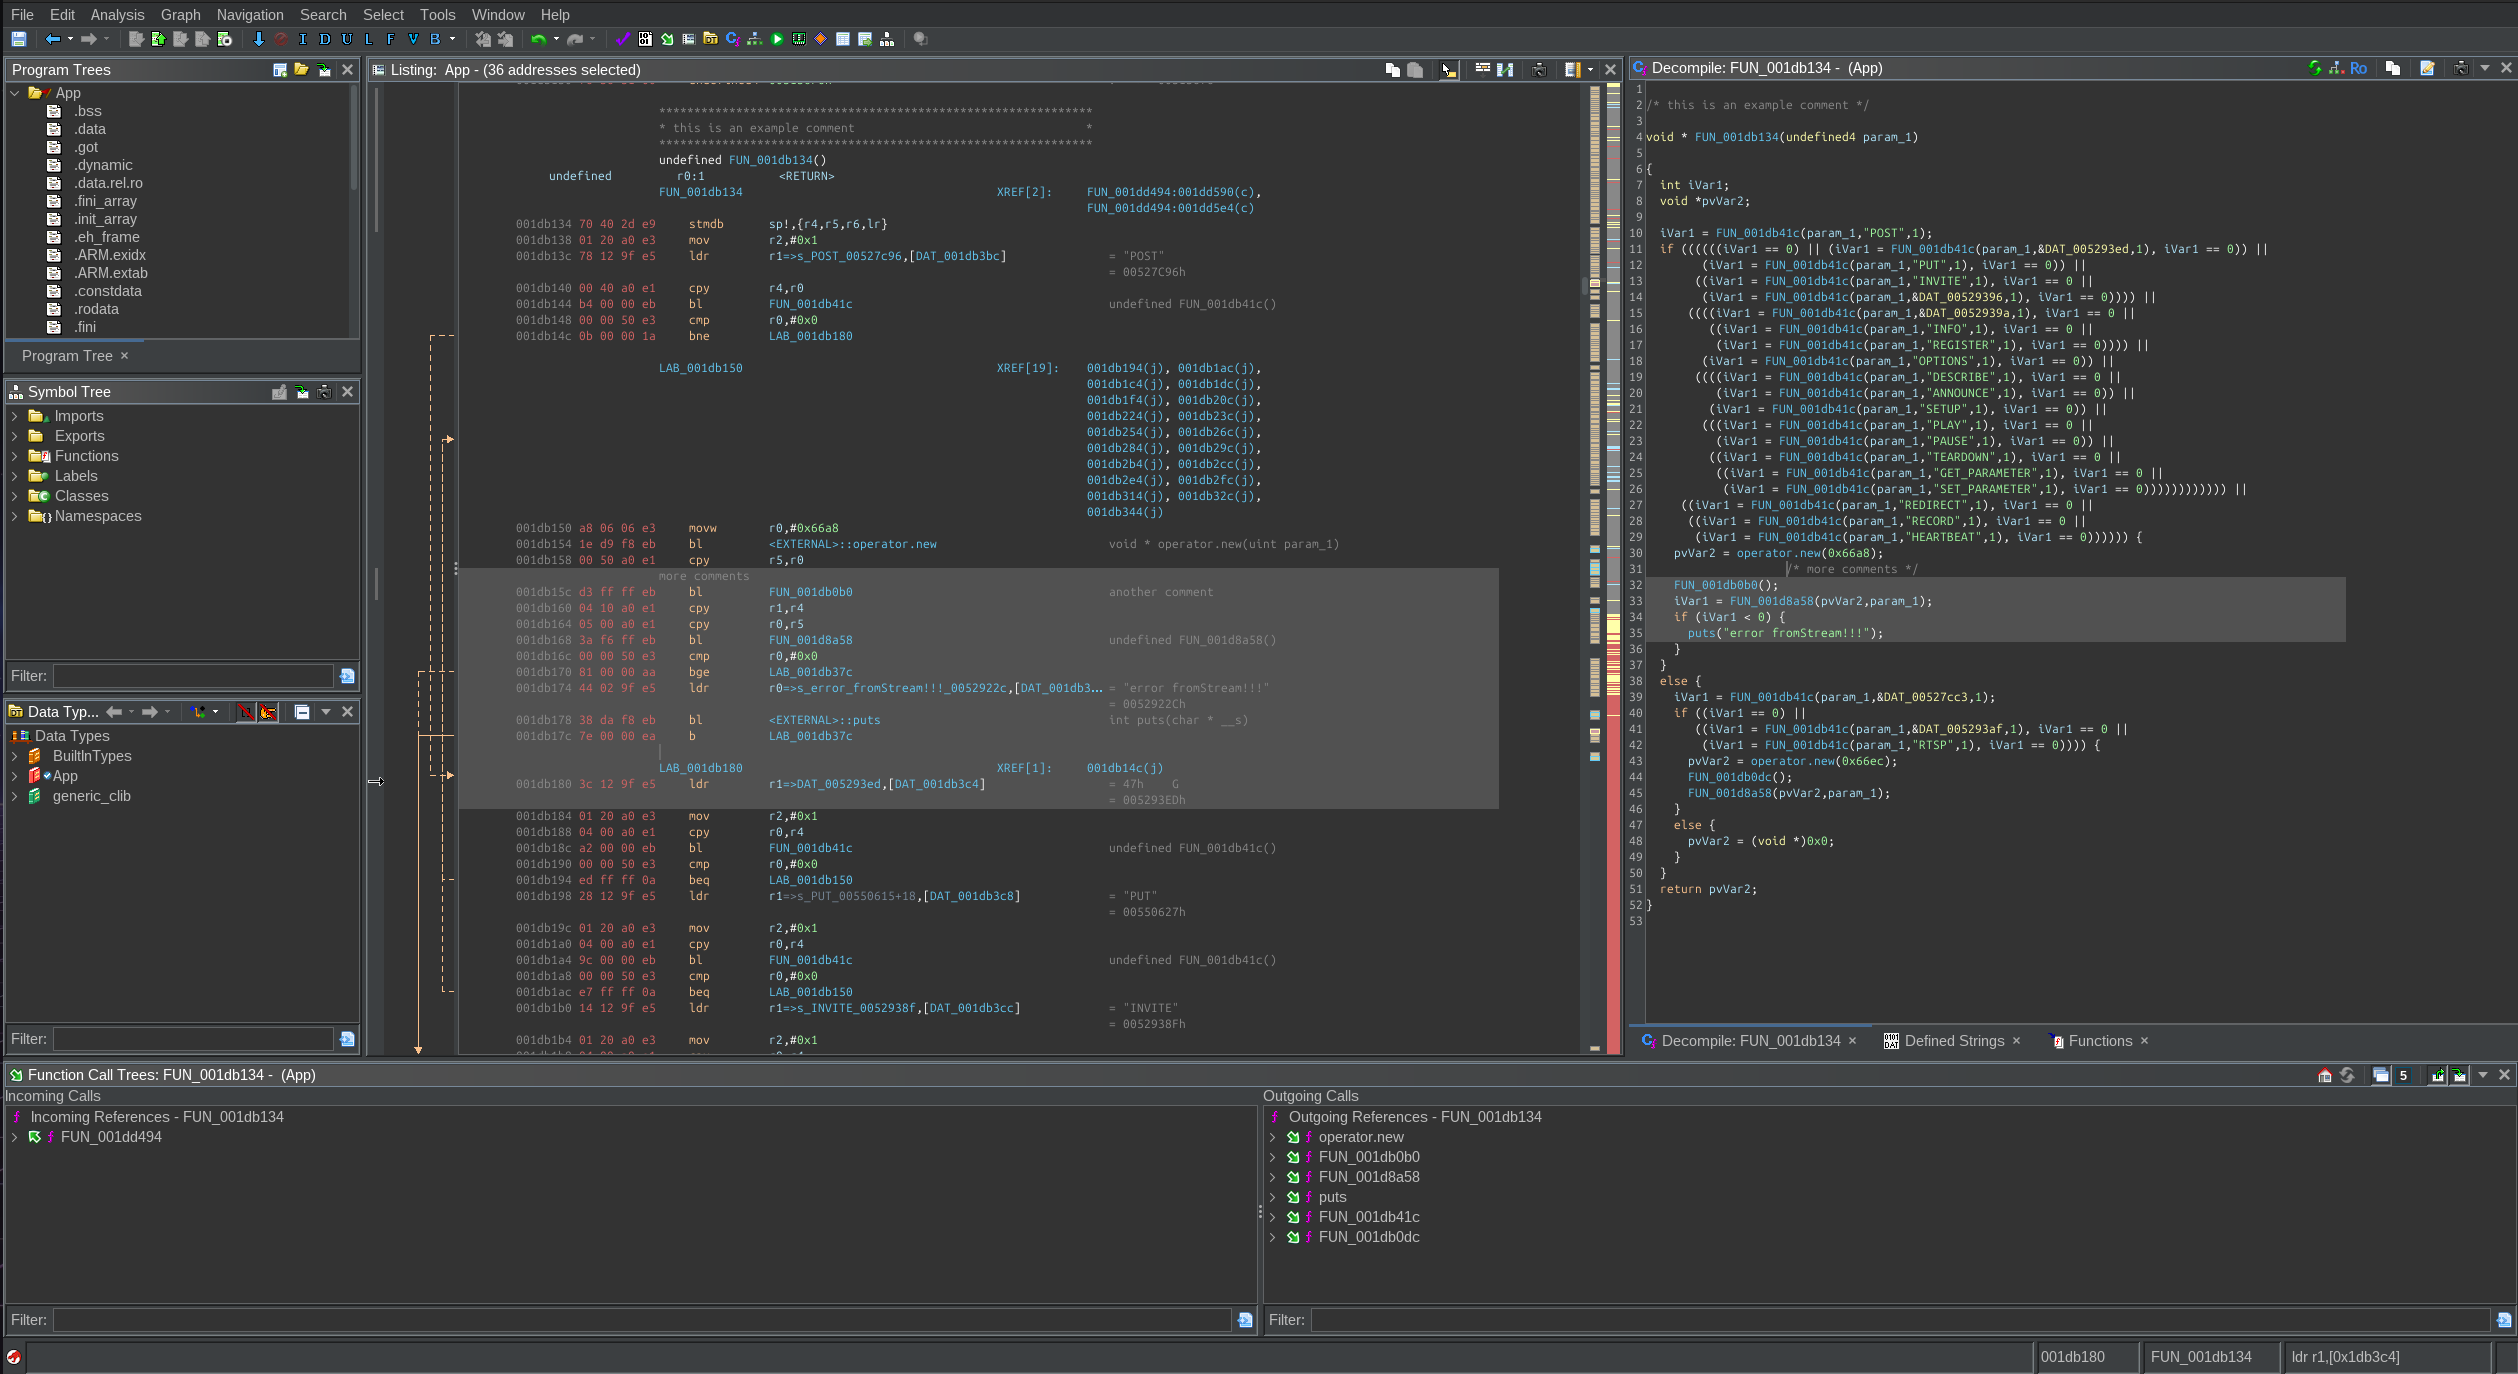 File Edit Analysis Graph Navigation Search Select Tools Window Help
I D U L F V B
Program Trees
App
.bss
.data
.got
.dynamic
.data.rel.ro
.fini_array
.init_array
.eh_frame
.ARM.exidx
.ARM.extab
.constdata
.rodata
.fini
Program Tree ×
Symbol Tree
Imports
Exports
Functions
Labels
Classes
Namespaces
Filter:
Data Typ...
Data Types
BuiltInTypes
App
generic_clib
Filter:
Listing: App - (36 addresses selected)
**************************************************************
* this is an example comment *
**************************************************************
undefined FUN_001db134()
undefined r0:1 <RETURN>
FUN_001db134 XREF[2]: FUN_001dd494:001dd590(c),
FUN_001dd494:001dd5e4(c)
001db134 70 40 2d e9 stmdb sp!,{r4,r5,r6,lr}
001db138 01 20 a0 e3 mov r2,#0x1
001db13c 78 12 9f e5 ldr r1=>s_POST_00527c96,[DAT_001db3bc] = "POST"
= 00527C96h
001db140 00 40 a0 e1 cpy r4,r0
001db144 b4 00 00 eb bl FUN_001db41c undefined FUN_001db41c()
001db148 00 00 50 e3 cmp r0,#0x0
001db14c 0b 00 00 1a bne LAB_001db180
LAB_001db150 XREF[19]: 001db194(j), 001db1ac(j),
001db1c4(j), 001db1dc(j),
001db1f4(j), 001db20c(j),
001db224(j), 001db23c(j),
001db254(j), 001db26c(j),
001db284(j), 001db29c(j),
001db2b4(j), 001db2cc(j),
001db2e4(j), 001db2fc(j),
001db314(j), 001db32c(j),
001db344(j)
001db150 a8 06 06 e3 movw r0,#0x66a8
001db154 1e d9 f8 eb bl <EXTERNAL>::operator.new void * operator.new(uint param_1)
001db158 00 50 a0 e1 cpy r5,r0
more comments
001db15c d3 ff ff eb bl FUN_001db0b0 another comment
001db160 04 10 a0 e1 cpy r1,r4
001db164 05 00 a0 e1 cpy r0,r5
001db168 3a f6 ff eb bl FUN_001d8a58 undefined FUN_001d8a58()
001db16c 00 00 50 e3 cmp r0,#0x0
001db170 81 00 00 aa bge LAB_001db37c
001db174 44 02 9f e5 ldr r0=>s_error_fromStream!!!_0052922c,[DAT_001db3... = "error fromStream!!!"
= 0052922Ch
001db178 38 da f8 eb bl <EXTERNAL>::puts int puts(char * __s)
001db17c 7e 00 00 ea b LAB_001db37c
LAB_001db180 XREF[1]: 001db14c(j)
001db180 3c 12 9f e5 ldr r1=>DAT_005293ed,[DAT_001db3c4] = 47h G
= 005293EDh
001db184 01 20 a0 e3 mov r2,#0x1
001db188 04 00 a0 e1 cpy r0,r4
001db18c a2 00 00 eb bl FUN_001db41c undefined FUN_001db41c()
001db190 00 00 50 e3 cmp r0,#0x0
001db194 ed ff ff 0a beq LAB_001db150
001db198 28 12 9f e5 ldr r1=>s_PUT_00550615+18,[DAT_001db3c8] = "PUT"
= 00550627h
001db19c 01 20 a0 e3 mov r2,#0x1
001db1a0 04 00 a0 e1 cpy r0,r4
001db1a4 9c 00 00 eb bl FUN_001db41c undefined FUN_001db41c()
001db1a8 00 00 50 e3 cmp r0,#0x0
001db1ac e7 ff ff 0a beq LAB_001db150
001db1b0 14 12 9f e5 ldr r1=>s_INVITE_0052938f,[DAT_001db3cc] = "INVITE"
= 0052938Fh
001db1b4 01 20 a0 e3 mov r2,#0x1
Decompile: FUN_001db134 - (App)
Ro
1
2 /* this is an example comment */
3
4 void * FUN_001db134(undefined4 param_1)
5
6 {
7 int iVar1;
8 void *pvVar2;
9
10 iVar1 = FUN_001db41c(param_1,"POST",1);
11 if ((((((iVar1 == 0) || (iVar1 = FUN_001db41c(param_1,&DAT_005293ed,1), iVar1 == 0)) ||
12 (iVar1 = FUN_001db41c(param_1,"PUT",1), iVar1 == 0)) ||
13 ((iVar1 = FUN_001db41c(param_1,"INVITE",1), iVar1 == 0 ||
14 (iVar1 = FUN_001db41c(param_1,&DAT_00529396,1), iVar1 == 0)))) ||
15 ((((iVar1 = FUN_001db41c(param_1,&DAT_0052939a,1), iVar1 == 0 ||
16 ((iVar1 = FUN_001db41c(param_1,"INFO",1), iVar1 == 0 ||
17 (iVar1 = FUN_001db41c(param_1,"REGISTER",1), iVar1 == 0)))) ||
18 (iVar1 = FUN_001db41c(param_1,"OPTIONS",1), iVar1 == 0)) ||
19 ((((iVar1 = FUN_001db41c(param_1,"DESCRIBE",1), iVar1 == 0 ||
20 (iVar1 = FUN_001db41c(param_1,"ANNOUNCE",1), iVar1 == 0)) ||
21 (iVar1 = FUN_001db41c(param_1,"SETUP",1), iVar1 == 0)) ||
22 (((iVar1 = FUN_001db41c(param_1,"PLAY",1), iVar1 == 0 ||
23 (iVar1 = FUN_001db41c(param_1,"PAUSE",1), iVar1 == 0)) ||
24 ((iVar1 = FUN_001db41c(param_1,"TEARDOWN",1), iVar1 == 0 ||
25 ((iVar1 = FUN_001db41c(param_1,"GET_PARAMETER",1), iVar1 == 0 ||
26 (iVar1 = FUN_001db41c(param_1,"SET_PARAMETER",1), iVar1 == 0)))))))))))) ||
27 ((iVar1 = FUN_001db41c(param_1,"REDIRECT",1), iVar1 == 0 ||
28 ((iVar1 = FUN_001db41c(param_1,"RECORD",1), iVar1 == 0 ||
29 (iVar1 = FUN_001db41c(param_1,"HEARTBEAT",1), iVar1 == 0)))))) {
30 pvVar2 = operator.new(0x66a8);
31 /* more comments */
32 FUN_001db0b0();
33 iVar1 = FUN_001d8a58(pvVar2,param_1);
34 if (iVar1 < 0) {
35 puts("error fromStream!!!");
36 }
37 }
38 else {
39 iVar1 = FUN_001db41c(param_1,&DAT_00527cc3,1);
40 if ((iVar1 == 0) ||
41 ((iVar1 = FUN_001db41c(param_1,&DAT_005293af,1), iVar1 == 0 ||
42 (iVar1 = FUN_001db41c(param_1,"RTSP",1), iVar1 == 0)))) {
43 pvVar2 = operator.new(0x66ec);
44 FUN_001db0dc();
45 FUN_001d8a58(pvVar2,param_1);
46 }
47 else {
48 pvVar2 = (void *)0x0;
49 }
50 }
51 return pvVar2;
52 }
53
Decompile: FUN_001db134 × Defined Strings × Functions ×
Function Call Trees: FUN_001db134 - (App)
5
Incoming Calls
Incoming References - FUN_001db134
FUN_001dd494
Filter:
Outgoing Calls
Outgoing References - FUN_001db134
operator.new
FUN_001db0b0
FUN_001d8a58
puts
FUN_001db41c
FUN_001db0dc
Filter:
001db180 FUN_001db134 ldr r1,[0x1db3c4]